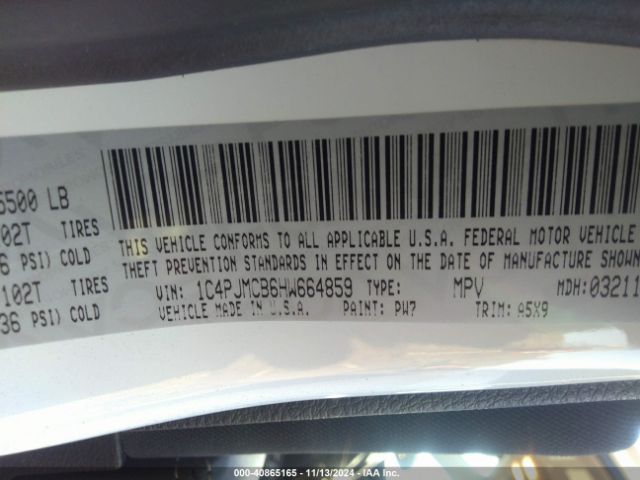 5500 LB
02T TIRES
6 PSI) COLD
102T TIRES
36 PSI) COLD
THIS VEHICLE CONFORMS TO ALL APPLICABLE U.S.A. FEDERAL MOTOR VEHICLE
THEFT PREVENTION STANDARDS IN EFFECT ON THE DATE OF MANUFACTURE SHOWN
VIN: 1C4PJMCB6HW664859 TYPE: MPV MDH:03211
VEHICLE MADE IN U.S.A. PAINT: PW7 TRIM: A5X9
000-40865165 - 11/13/2024 - IAA Inc.